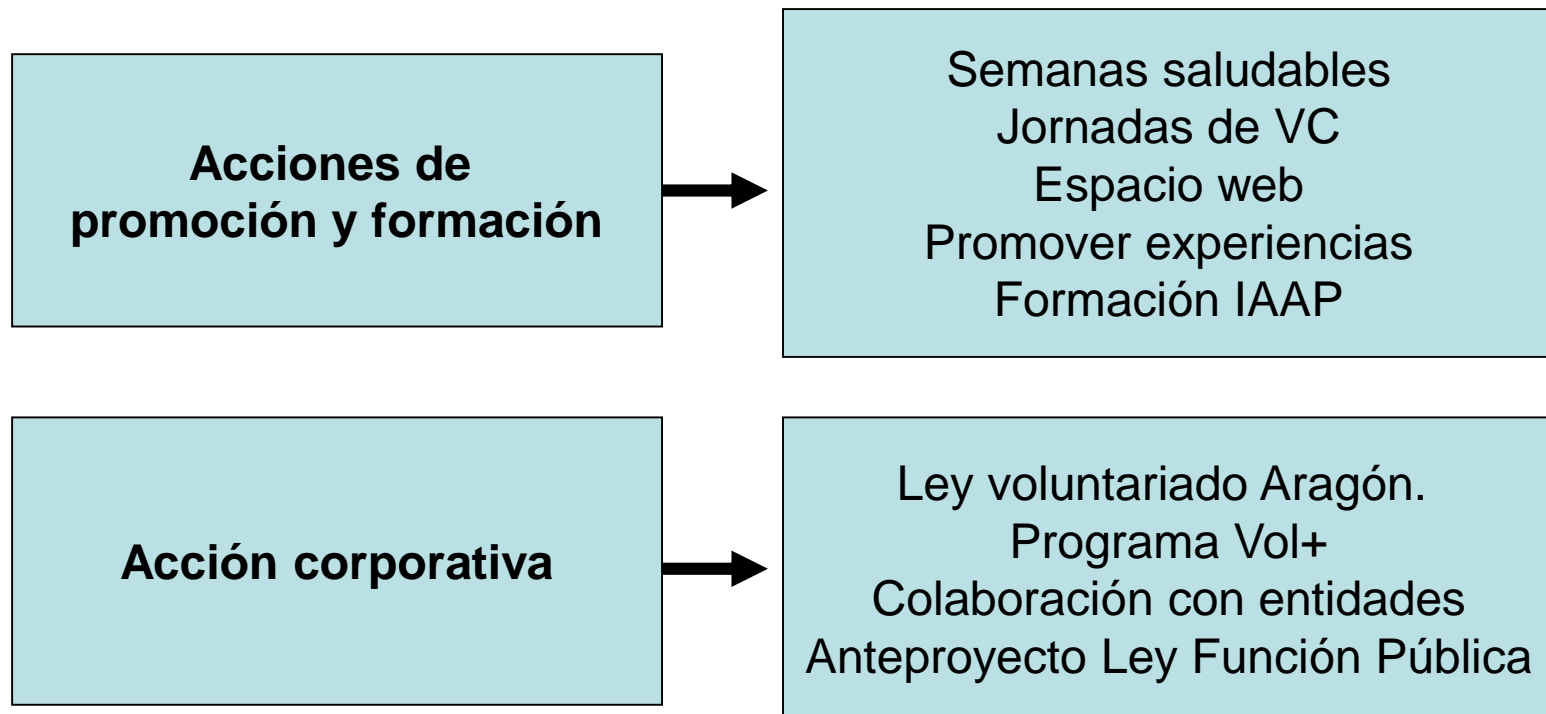 Acciones de
promoción y formación
Semanas saludables
Jornadas de VC
Espacio web
Promover experiencias
Formación IAAP
Acción corporativa
Ley voluntariado Aragón.
Programa Vol+
Colaboración con entidades
Anteproyecto Ley Función Pública